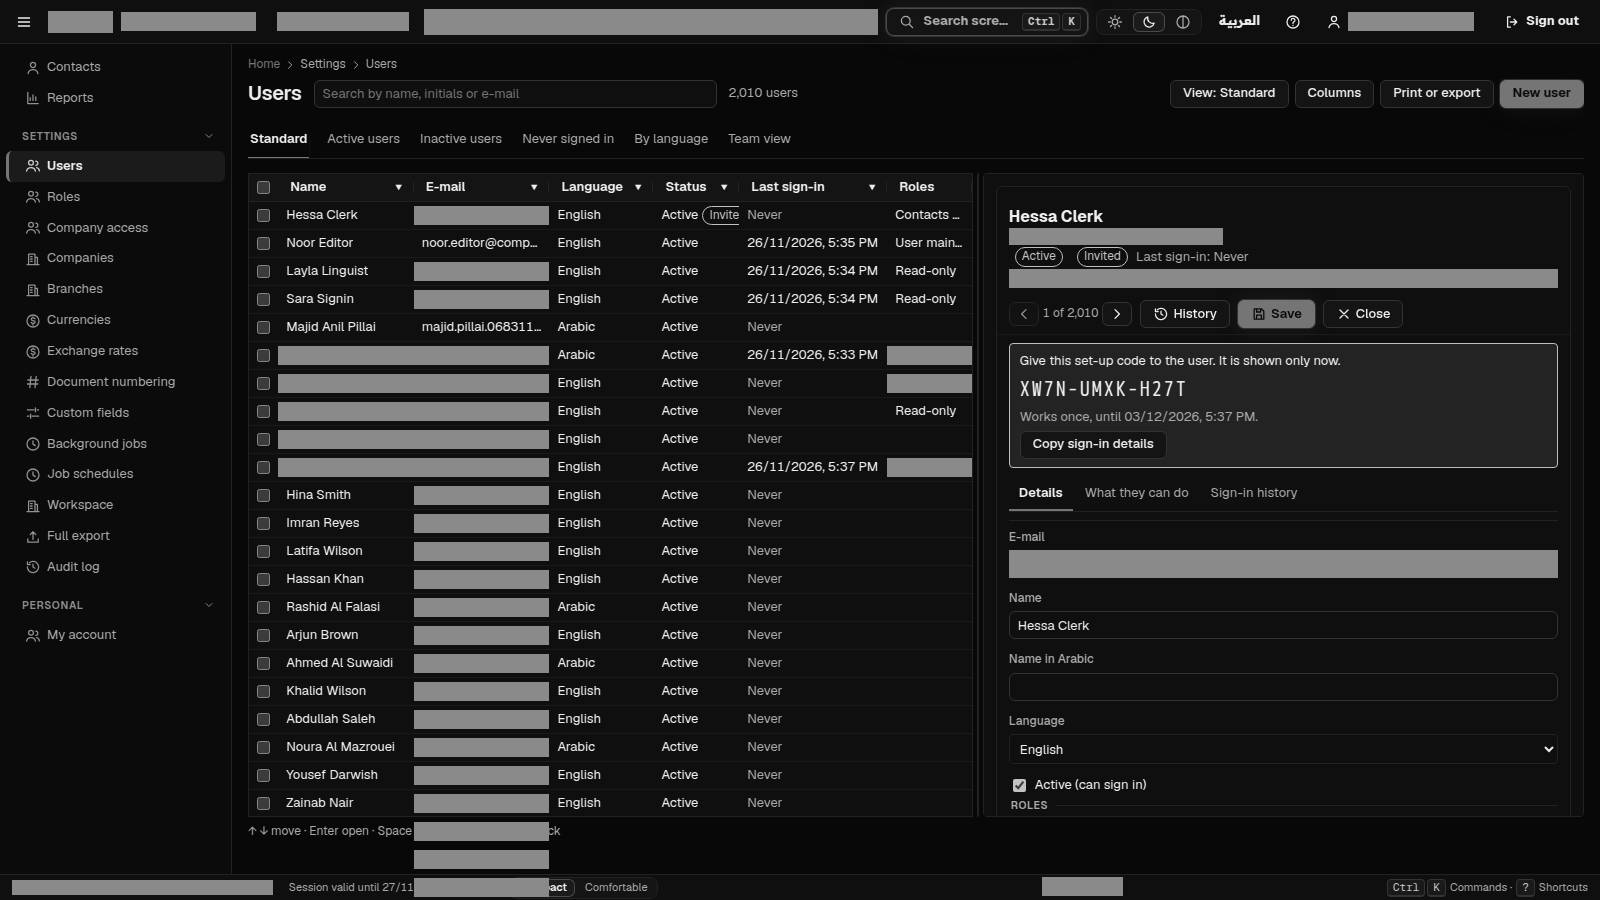 Search scre... Ctrl K العربية Sign out
Contacts
Reports
SETTINGS
Users
Roles
Company access
Companies
Branches
Currencies
Exchange rates
Document numbering
Custom fields
Background jobs
Job schedules
Workspace
Full export
Audit log
PERSONAL
My account
Home > Settings > Users
Users Search by name, initials or e-mail 2,010 users View: Standard Columns Print or export New user
Standard Active users Inactive users Never signed in By language Team view
Name E-mail Language Status Last sign-in Roles
Hessa Clerk English Active Invite Never Contacts ...
Noor Editor noor.editor@comp... English Active 26/11/2026, 5:35 PM User main...
Layla Linguist English Active 26/11/2026, 5:34 PM Read-only
Sara Signin English Active 26/11/2026, 5:34 PM Read-only
Majid Anil Pillai majid.pillai.068311... Arabic Active Never
Arabic Active 26/11/2026, 5:33 PM
English Active Never
English Active Never Read-only
English Active Never
English Active 26/11/2026, 5:37 PM
Hina Smith English Active Never
Imran Reyes English Active Never
Latifa Wilson English Active Never
Hassan Khan English Active Never
Rashid Al Falasi Arabic Active Never
Arjun Brown English Active Never
Ahmed Al Suwaidi Arabic Active Never
Khalid Wilson English Active Never
Abdullah Saleh English Active Never
Noura Al Mazrouei Arabic Active Never
Yousef Darwish English Active Never
Zainab Nair English Active Never
↑↓ move · Enter open · Space ck
Hessa Clerk
Active Invited Last sign-in: Never
1 of 2,010 History Save Close
Give this set-up code to the user. It is shown only now.
XW7N-UMXK-H27T
Works once, until 03/12/2026, 5:37 PM.
Copy sign-in details
Details What they can do Sign-in history
E-mail
Name
Hessa Clerk
Name in Arabic
Language
English
Active (can sign in)
ROLES
Session valid until 27/11 act Comfortable Ctrl K Commands · ? Shortcuts